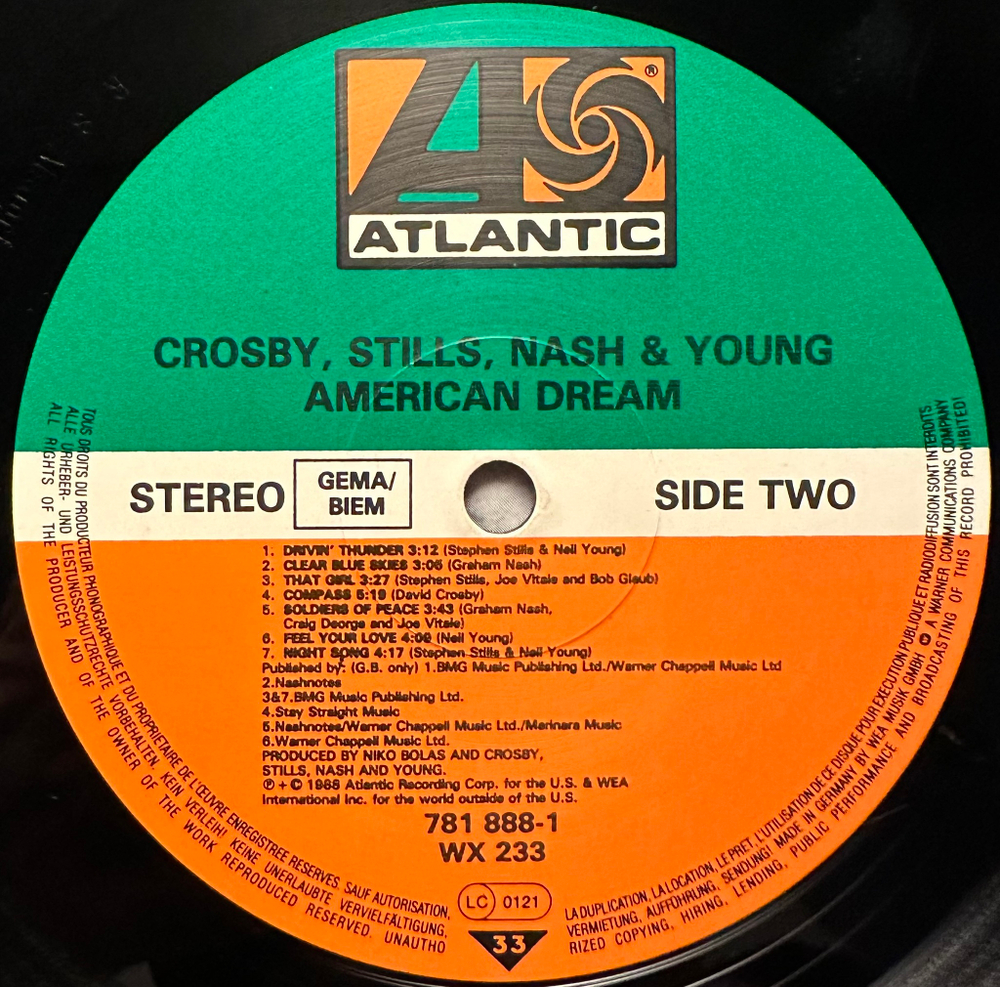 ®
ATLANTIC
CROSBY, STILLS, NASH & YOUNG
AMERICAN DREAM
STEREO
GEMA/
BIEM
SIDE TWO
1. DRIVIN' THUNDER 3:12 (Stephen Stills & Neil Young)
2. CLEAR BLUE SKIES 3:05 (Graham Nash)
3. THAT GIRL 3:27 (Stephen Stills, Joe Vitale and Bob Glaub)
4. COMPASS 5:19 (David Crosby)
5. SOLDIERS OF PEACE 3:43 (Graham Nash,
Craig Deorge and Joe Vitale)
6. FEEL YOUR LOVE 4:09 (Neil Young)
7. NIGHT SONG 4:17 (Stephen Stills & Neil Young)
Published by: (G.B. only) 1.BMG Music Publishing Ltd./Warner Chappell Music Ltd
2.Nashnotes
3&7.BMG Music Publishing Ltd.
4.Stay Straight Music
5.Nashnotes/Warner Chappell Music Ltd./Marinara Music
6.Warner Chappell Music Ltd.
PRODUCED BY NIKO BOLAS AND CROSBY,
STILLS, NASH AND YOUNG.
℗ + © 1988 Atlantic Recording Corp. for the U.S. & WEA
International Inc. for the world outside of the U.S.
781 888-1
WX 233
LC 0121
33
TOUS DROITS DU PRODUCTEUR PHONOGRAPHIQUE ET DU PROPRIETAIRE DE L'ŒUVRE ENREGISTREE RESERVES. SAUF AUTORISATION,
LA DUPLICATION, LA LOCATION, LE PRET, L'UTILISATION DE CE DISQUE POUR EXECUTION PUBLIQUE ET RADIODIFFUSION SONT INTERDITS
ALLE URHEBER- UND LEISTUNGSSCHUTZRECHTE VORBEHALTEN. KEIN VERLEIH! KEINE UNERLAUBTE VERVIELFÄLTIGUNG,
VERMIETUNG, AUFFÜHRUNG, SENDUNG! MADE IN GERMANY BY WEA MUSIK GMBH A WARNER COMMUNICATIONS COMPANY
ALL RIGHTS OF THE PRODUCER AND OF THE OWNER OF THE WORK REPRODUCED RESERVED. UNAUTHO
RIZED COPYING, HIRING, LENDING, PUBLIC PERFORMANCE AND BROADCASTING OF THIS RECORD PROHIBITED!